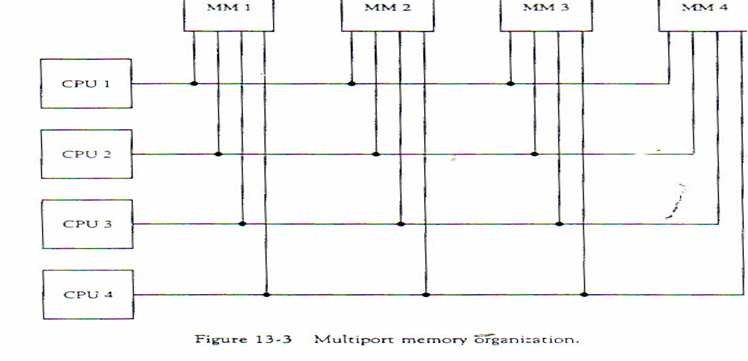 MM 1 MM 2 MM 3 MM 4
CPU 1
CPU 2
CPU 3
CPU 4
Figure 13-3 Multiport memory organization.